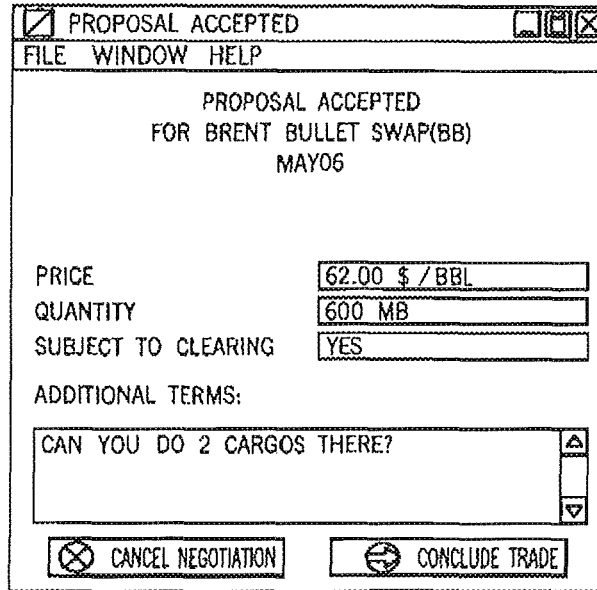 PROPOSAL ACCEPTED
FILE WINDOW HELP
PROPOSAL ACCEPTED
FOR BRENT BULLET SWAP(BB)
MAY06
PRICE 62.00 $ / BBL
QUANTITY 600 MB
SUBJECT TO CLEARING YES
ADDITIONAL TERMS:
CAN YOU DO 2 CARGOS THERE?
CANCEL NEGOTIATION CONCLUDE TRADE